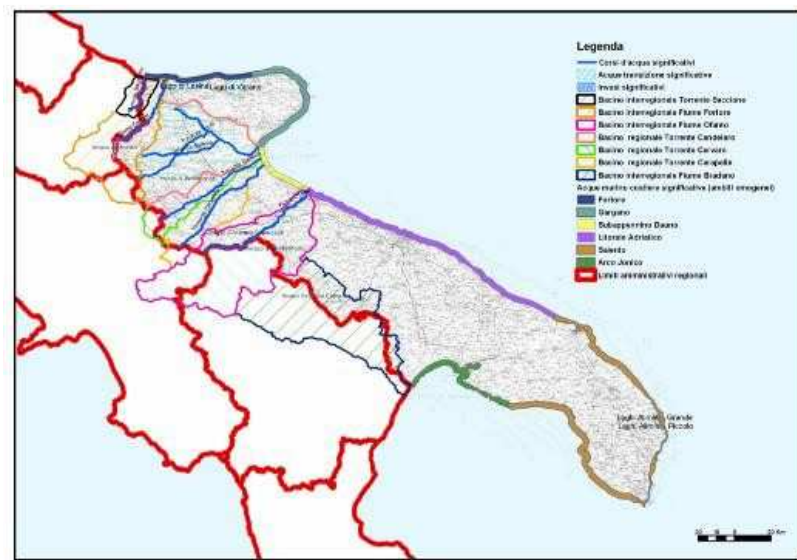 Legenda
Corsi d'acqua significativi
Acque transizione significative
Invasi significativi
Bacino interregionale Torrente Saccione
Bacino interregionale Fiume Fortore
Bacino interregionale Fiume Ofanto
Bacino regionale Torrente Candelaro
Bacino regionale Torrente Cervaro
Bacino regionale Torrente Carapelle
Bacino interregionale Fiume Bradano
Acque marino costiere significative (ambiti omogenei)
Fortore
Gargano
Subappennino Dauno
Litorale Adriatico
Salento
Arco Jonico
Limiti amministrativi regionali
Lago di Lesina
Lago di Varano
Laghi Alimini Grande
Laghi Alimini Piccolo